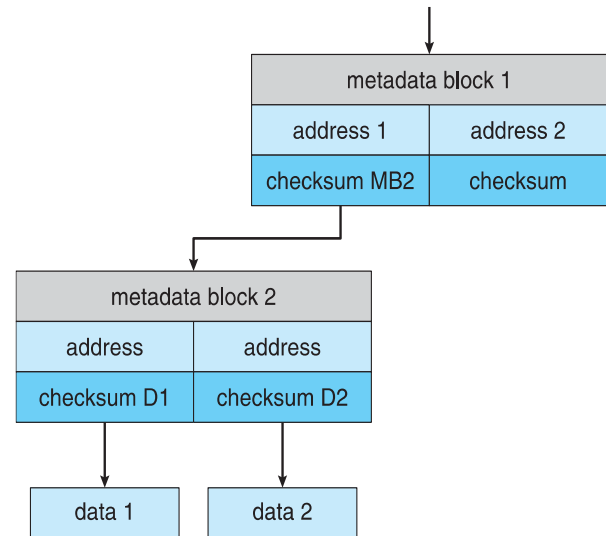 metadata block 1
address 1 address 2
checksum MB2 checksum
metadata block 2
address address
checksum D1 checksum D2
data 1 data 2